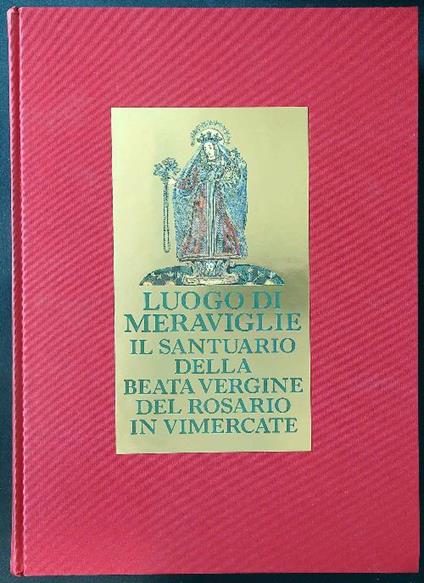 LUOGO DI
MERAVIGLIE
IL SANTUARIO
DELLA
BEATA VERGINE
DEL ROSARIO
IN VIMERCATE